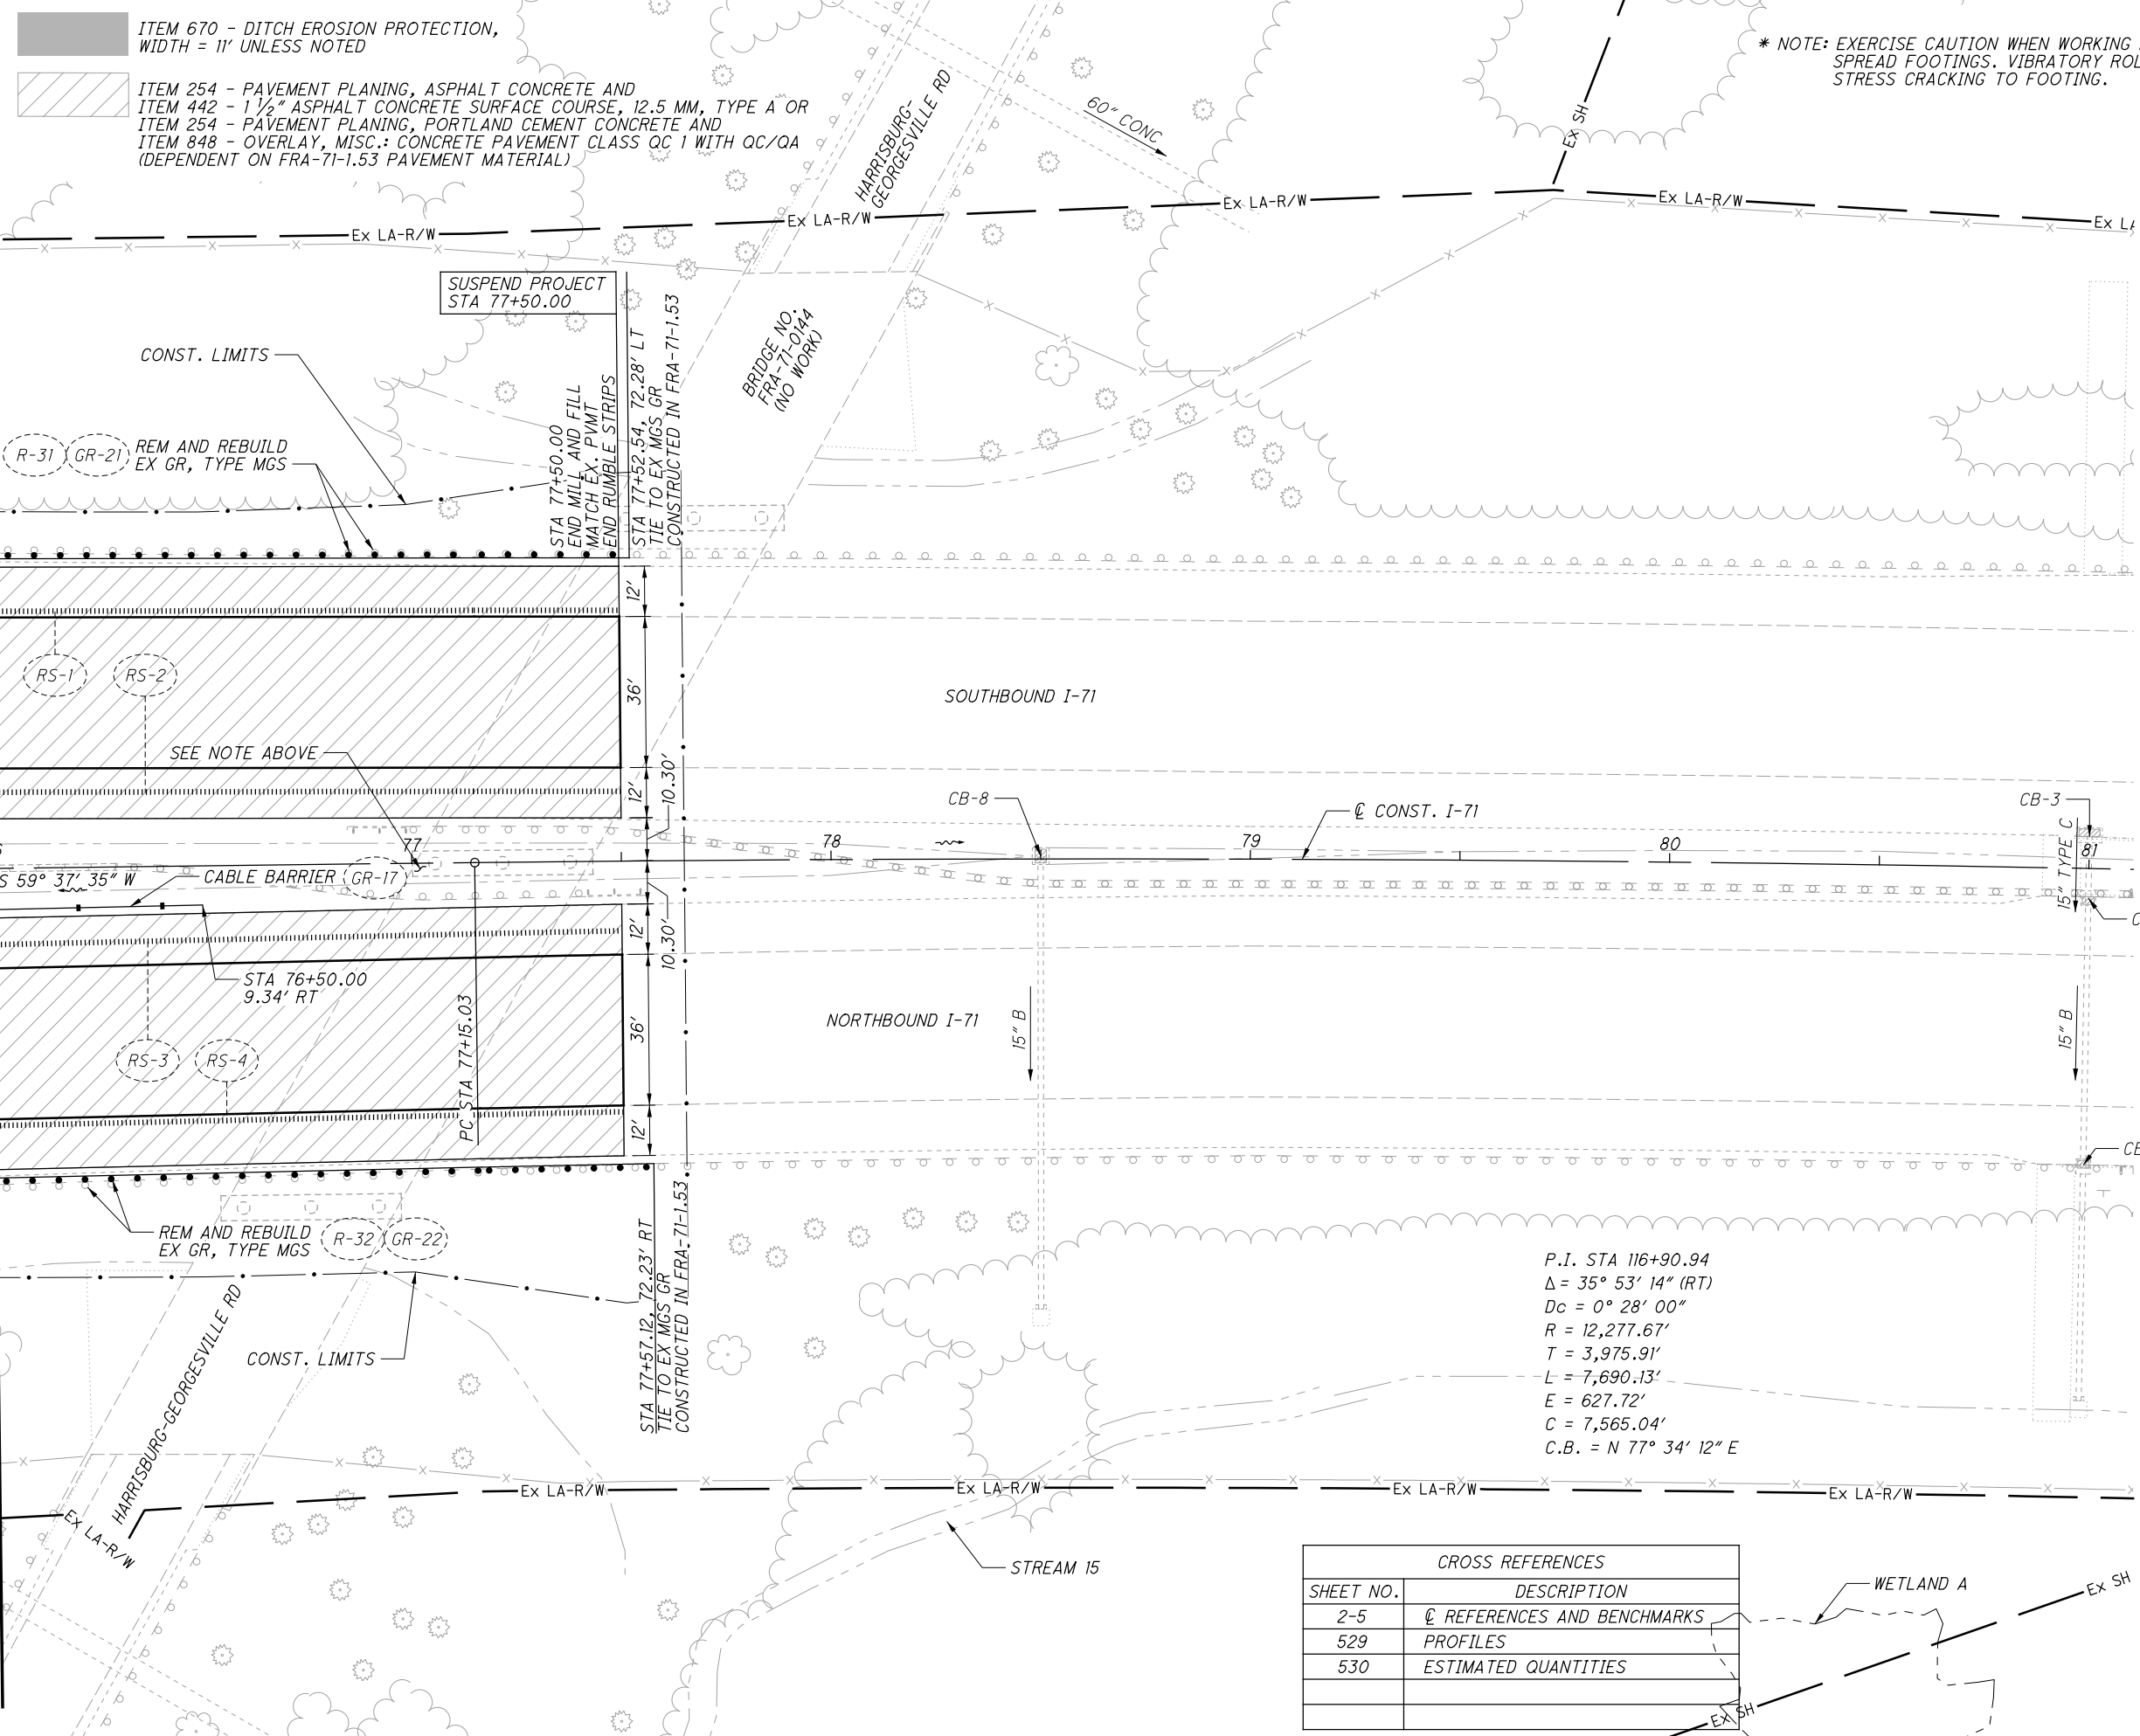 ITEM 670 - DITCH EROSION PROTECTION,
WIDTH = 11' UNLESS NOTED
ITEM 254 - PAVEMENT PLANING, ASPHALT CONCRETE AND
ITEM 442 - 1 ½" ASPHALT CONCRETE SURFACE COURSE, 12.5 MM, TYPE A OR
ITEM 254 - PAVEMENT PLANING, PORTLAND CEMENT CONCRETE AND
ITEM 848 - OVERLAY, MISC.: CONCRETE PAVEMENT CLASS QC 1 WITH QC/QA
(DEPENDENT ON FRA-71-1.53 PAVEMENT MATERIAL)
* NOTE: EXERCISE CAUTION WHEN WORKING
SPREAD FOOTINGS. VIBRATORY ROL
STRESS CRACKING TO FOOTING.
HARRISBURG-
GEORGESVILLE RD
60" CONC
Ex SH
Ex LA-R/W
Ex LA-R/W
Ex LA-R/W
Ex LA-R/W
Ex LA
SUSPEND PROJECT
STA 77+50.00
CONST. LIMITS
BRIDGE NO.
FRA-71-0144
(NO WORK)
R-31
GR-21
REM AND REBUILD
EX GR, TYPE MGS
STA 77+50.00
END MILL AND FILL
MATCH EX. PVMT
END RUMBLE STRIPS
STA 77+52.54, 72.28' LT
TIE TO EX MGS GR
CONSTRUCTED IN FRA-71-1.53
12'
36'
12'
10.30'
RS-1
RS-2
SOUTHBOUND I-71
SEE NOTE ABOVE
CB-8
℄ CONST. I-71
CB-3
77
78
79
80
81
S 59° 37' 35" W
CABLE BARRIER
GR-17
15" TYPE C
C
10.30'
12'
36'
12'
STA 76+50.00
9.34' RT
PC STA 77+15.03
NORTHBOUND I-71
15" B
15" B
RS-3
RS-4
CB
REM AND REBUILD
EX GR, TYPE MGS
R-32
GR-22
STA 77+57.12, 72.23' RT
TIE TO EX MGS GR
CONSTRUCTED IN FRA-71-1.53
HARRISBURG-GEORGESVILLE RD
CONST. LIMITS
P.I. STA 116+90.94
Δ = 35° 53' 14" (RT)
Dc = 0° 28' 00"
R = 12,277.67'
T = 3,975.91'
L = 7,690.13'
E = 627.72'
C = 7,565.04'
C.B. = N 77° 34' 12" E
Ex LA-R/W
Ex LA-R/W
Ex LA-R/W
Ex LA-R/W
Ex LA-R/W
STREAM 15
CROSS REFERENCES
SHEET NO. DESCRIPTION
2-5 ℄ REFERENCES AND BENCHMARKS
529 PROFILES
530 ESTIMATED QUANTITIES
WETLAND A
Ex SH
Ex SH